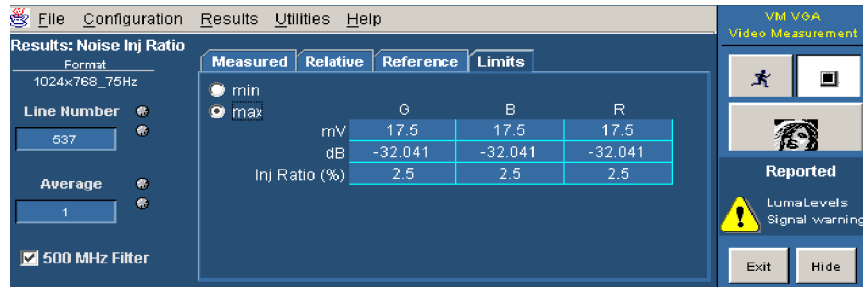 File Configuration Results Utilities Help
VM VGA
Video Measurement
Results: Noise Inj Ratio
Format
1024x768_75Hz
Line Number
537
Average
1
500 MHz Filter
Measured Relative Reference Limits
min
max
G B R
mV 17.5 17.5 17.5
dB -32.041 -32.041 -32.041
Inj Ratio (%) 2.5 2.5 2.5
Reported
LumaLevels
Signal warning
Exit Hide